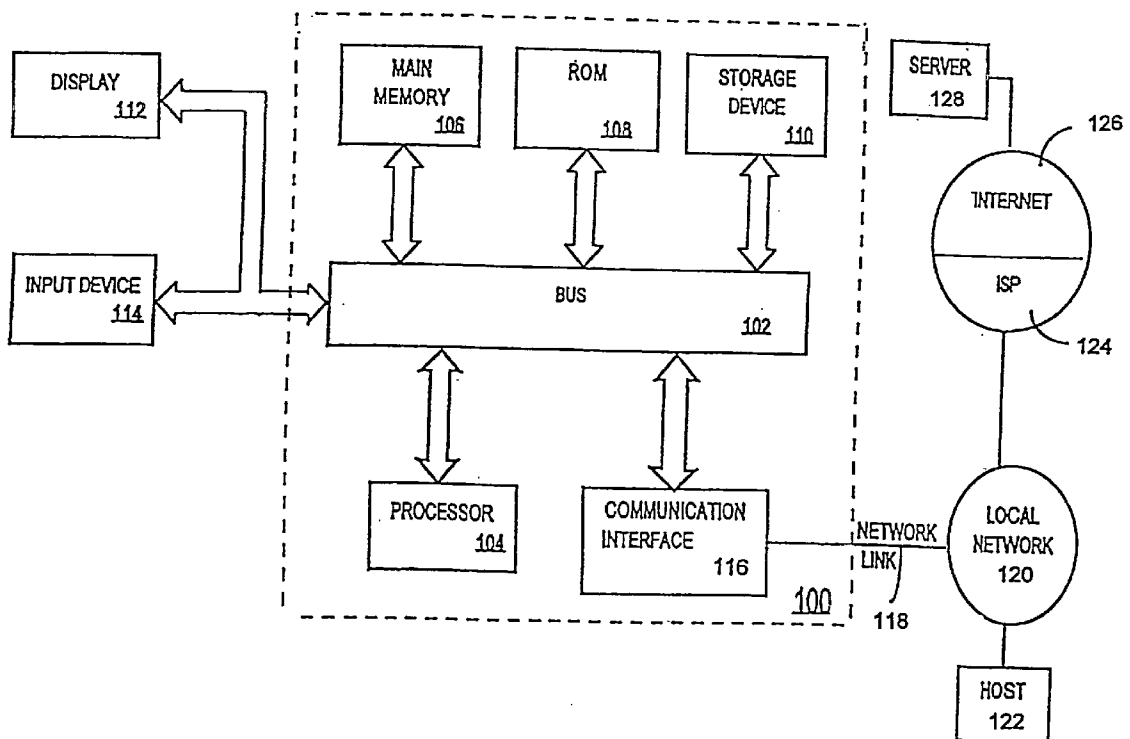 DISPLAY
112
INPUT DEVICE
114
MAIN
MEMORY
106
ROM
108
STORAGE
DEVICE
110
BUS
102
PROCESSOR
104
COMMUNICATION
INTERFACE
116
100
NETWORK
LINK
118
SERVER
128
126
INTERNET
ISP
124
LOCAL
NETWORK
120
HOST
122